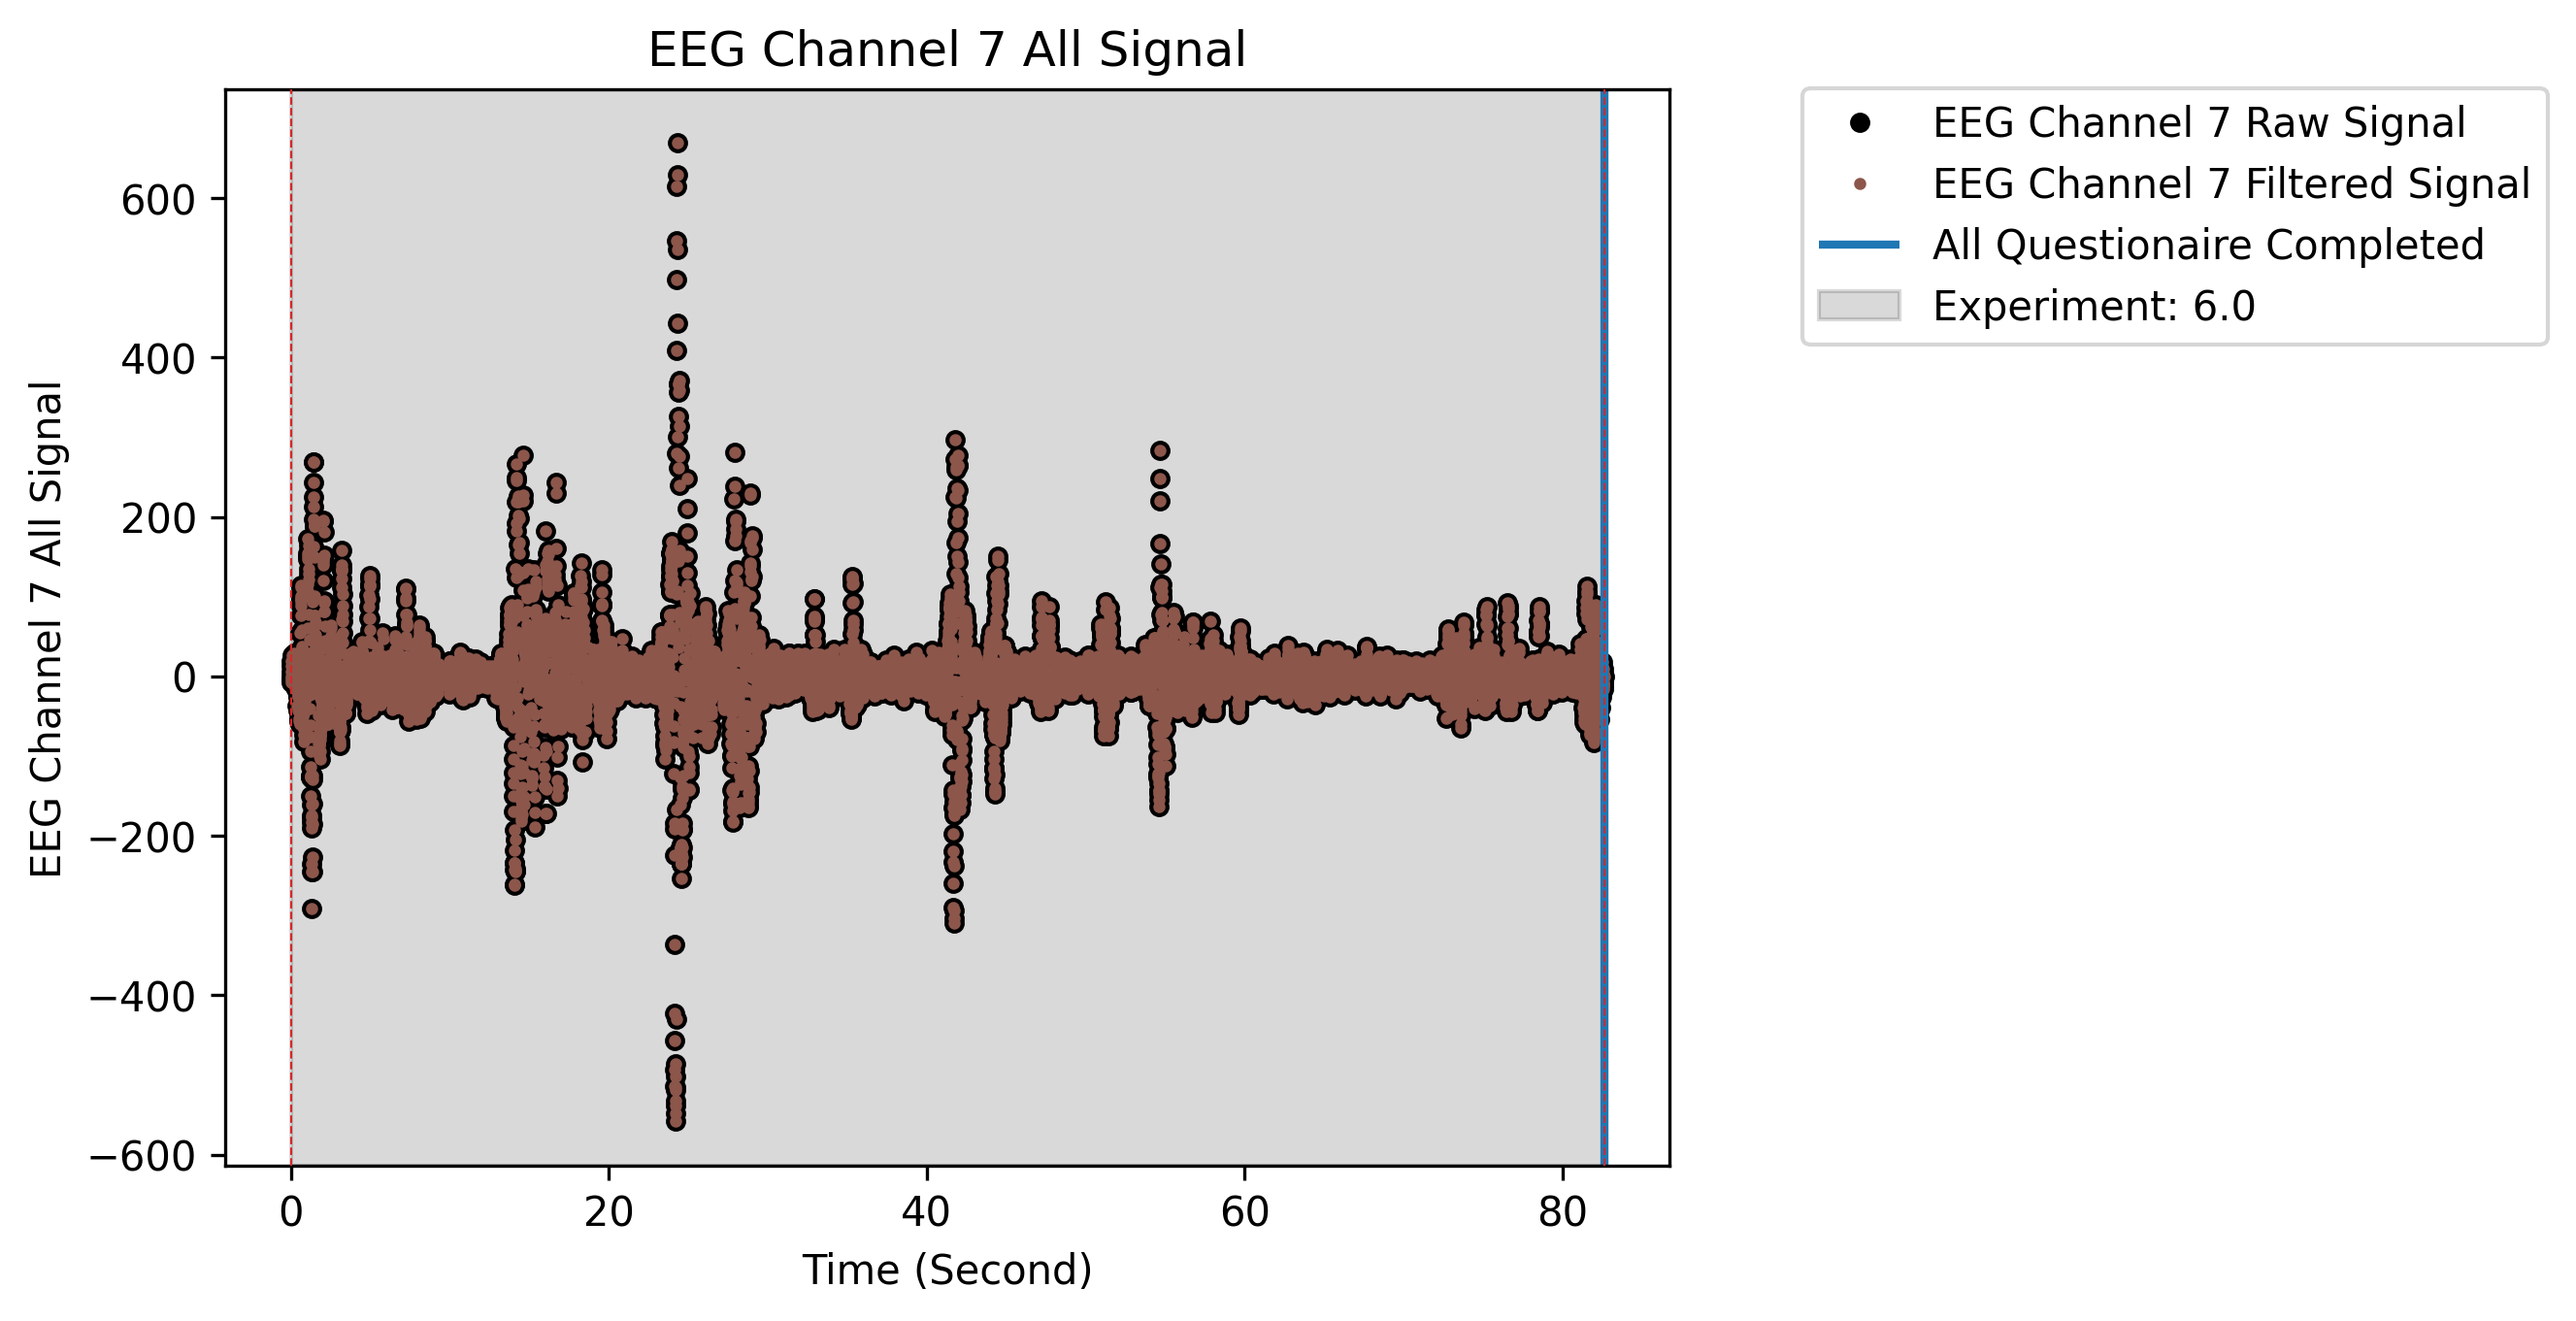 EEG Channel 7 All Signal
EEG Channel 7 Raw Signal
EEG Channel 7 Filtered Signal
All Questionaire Completed
Experiment: 6.0
EEG Channel 7 All Signal
600
400
200
0
−200
−400
−600
0 20 40 60 80
Time (Second)